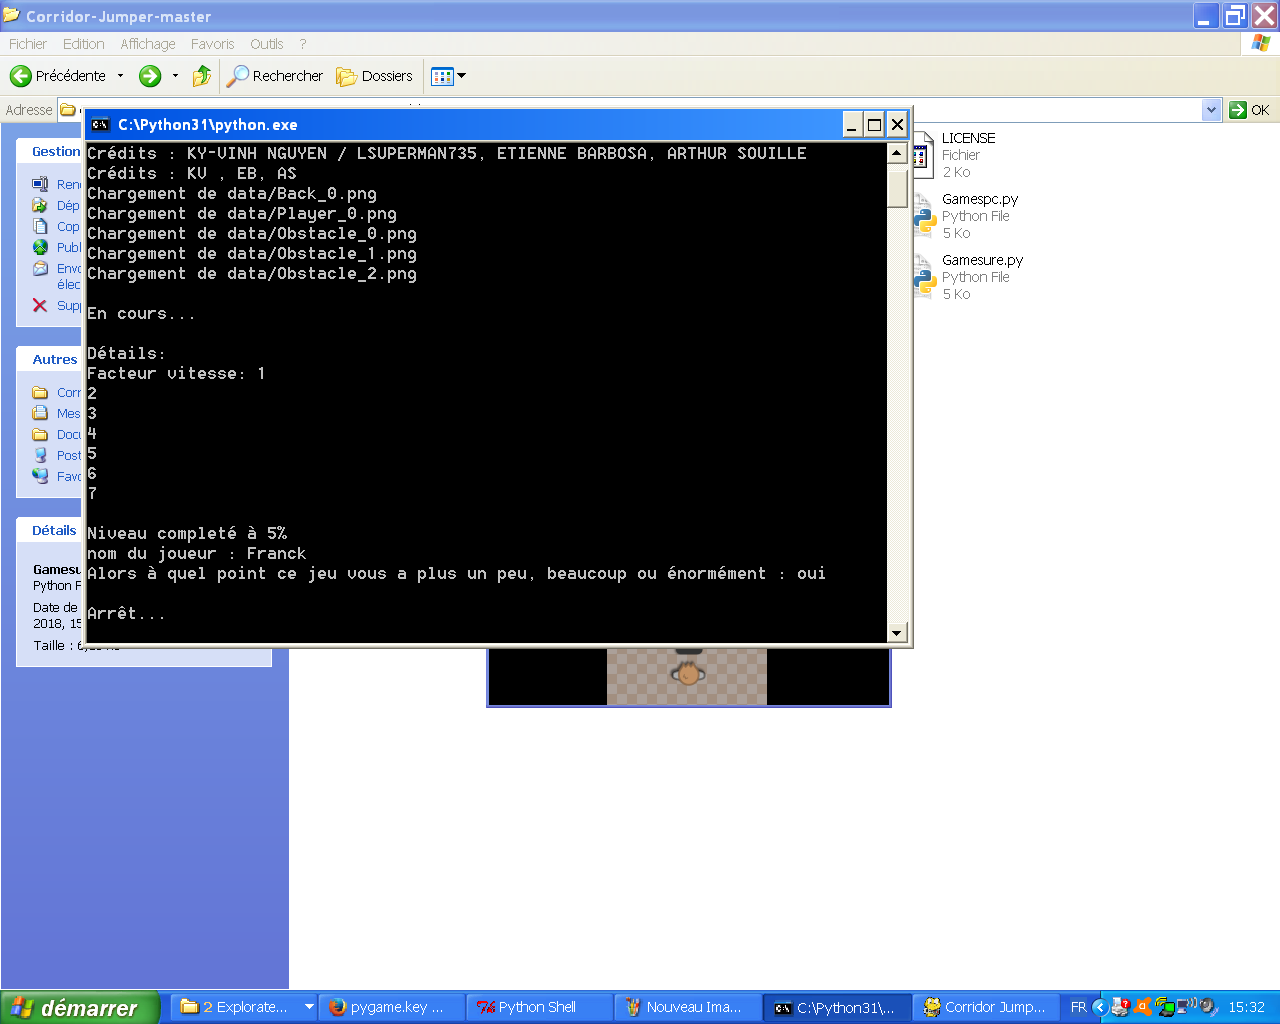 Corridor-Jumper-master
Fichier Edition Affichage Favoris Outils ?
Précédente Rechercher Dossiers
Adresse OK
C:\Python31\python.exe
Crédits : KY-VINH NGUYEN / LSUPERMAN735, ETIENNE BARBOSA, ARTHUR SOUILLE
Crédits : KV , EB, AS
Chargement de data/Back_0.png
Chargement de data/Player_0.png
Chargement de data/Obstacle_0.png
Chargement de data/Obstacle_1.png
Chargement de data/Obstacle_2.png
En cours...
Détails:
Facteur vitesse: 1
2
3
4
5
6
7
Niveau completé à 5%
nom du joueur : Franck
Alors à quel point ce jeu vous a plus un peu, beaucoup ou énormément : oui
Arrêt...
Gestion
Ren
Dép
Cop
Publ
Envo
élec
Supp
Autres
Corr
Mes
Docu
Post
Favo
Détails
Gamesu
Python F
Date de
2018, 15
Taille : 6,
LICENSE
Fichier
2 Ko
Gamespc.py
Python File
5 Ko
Gamesure.py
Python File
5 Ko
démarrer 2 Explorate... pygame.key ... Python Shell Nouveau Ima... C:\Python31\... Corridor Jump... FR 15:32